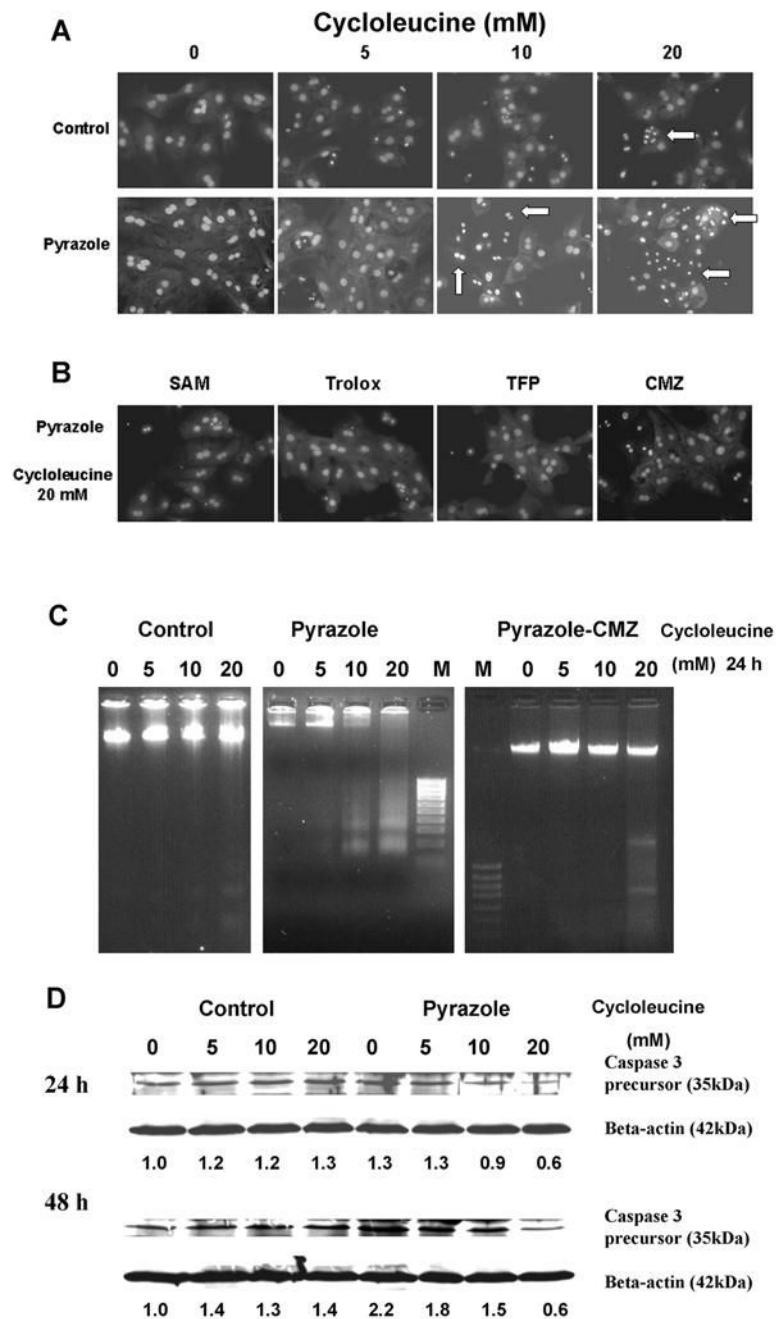 A
Cycloleucine (mM)
0 5 10 20
Control
Pyrazole
B
SAM Trolox TFP CMZ
Pyrazole
Cycloleucine
20 mM
C
Control Pyrazole Pyrazole-CMZ Cycloleucine
0 5 10 20 0 5 10 20 M M 0 5 10 20 (mM) 24 h
D
Control Pyrazole Cycloleucine
(mM)
0 5 10 20 0 5 10 20
24 h
Caspase 3
precursor (35kDa)
Beta-actin (42kDa)
1.0 1.2 1.2 1.3 1.3 1.3 0.9 0.6
48 h
Caspase 3
precursor (35kDa)
Beta-actin (42kDa)
1.0 1.4 1.3 1.4 2.2 1.8 1.5 0.6